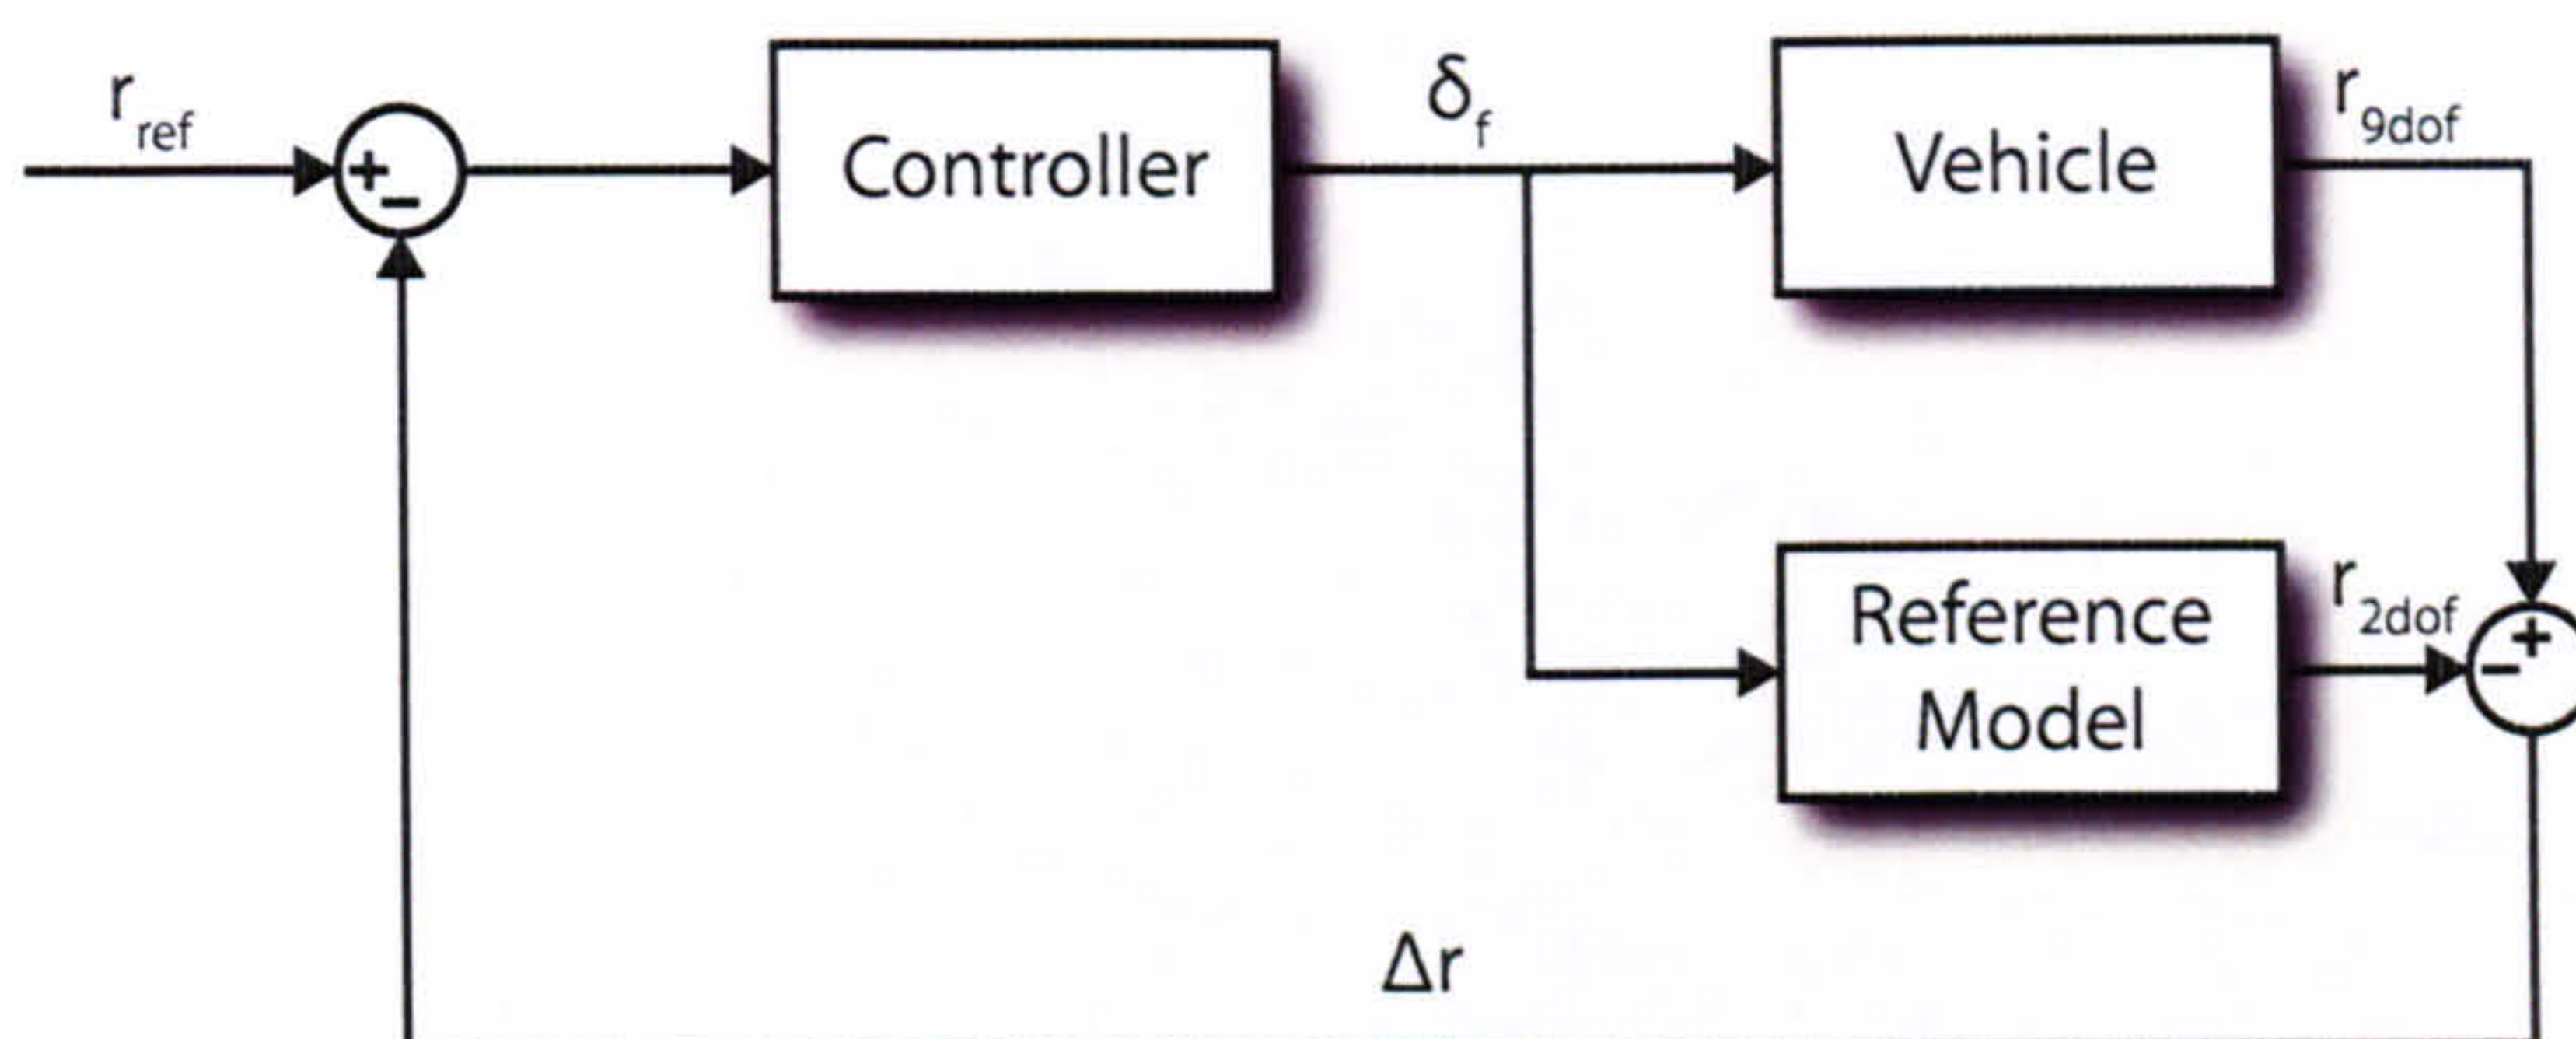 r_ref
+
−
Controller
δ_f
Vehicle
r_9dof
Reference
Model
r_2dof
+
−
Δr